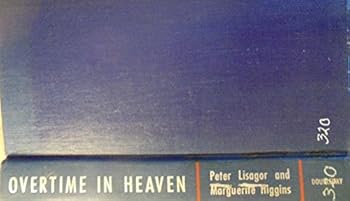 320
OVERTIME IN HEAVEN
Peter Lisagor and
Marguerite Higgins
DOUBLEDAY
320